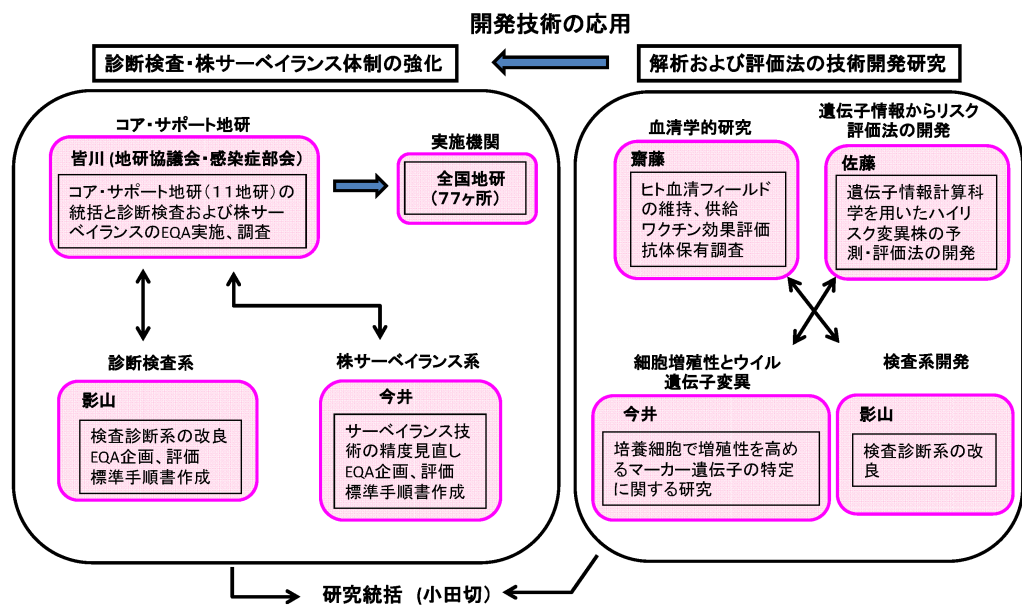 開発技術の応用
診断検査・株サーベイランス体制の強化
解析および評価法の技術開発研究
コア・サポート地研
皆川 (地研協議会・感染症部会)
コア・サポート地研(11地研)の
統括と診断検査および株サー
ベイランスのEQA実施、調査
実施機関
全国地研
(77ヶ所)
診断検査系
影山
検査診断系の改良
EQA企画、評価
標準手順書作成
株サーベイランス系
今井
サーベイランス技
術の精度見直し
EQA企画、評価
標準手順書作成
血清学的研究
齋藤
ヒト血清フィールド
の維持、供給
ワクチン効果評価
抗体保有調査
遺伝子情報からリスク
評価法の開発
佐藤
遺伝子情報計算科
学を用いたハイリ
スク変異株の予
測・評価法の開発
細胞増殖性とウイル
遺伝子変異
今井
培養細胞で増殖性を高め
るマーカー遺伝子の特定
に関する研究
検査系開発
影山
検査診断系の改
良
研究統括 (小田切)